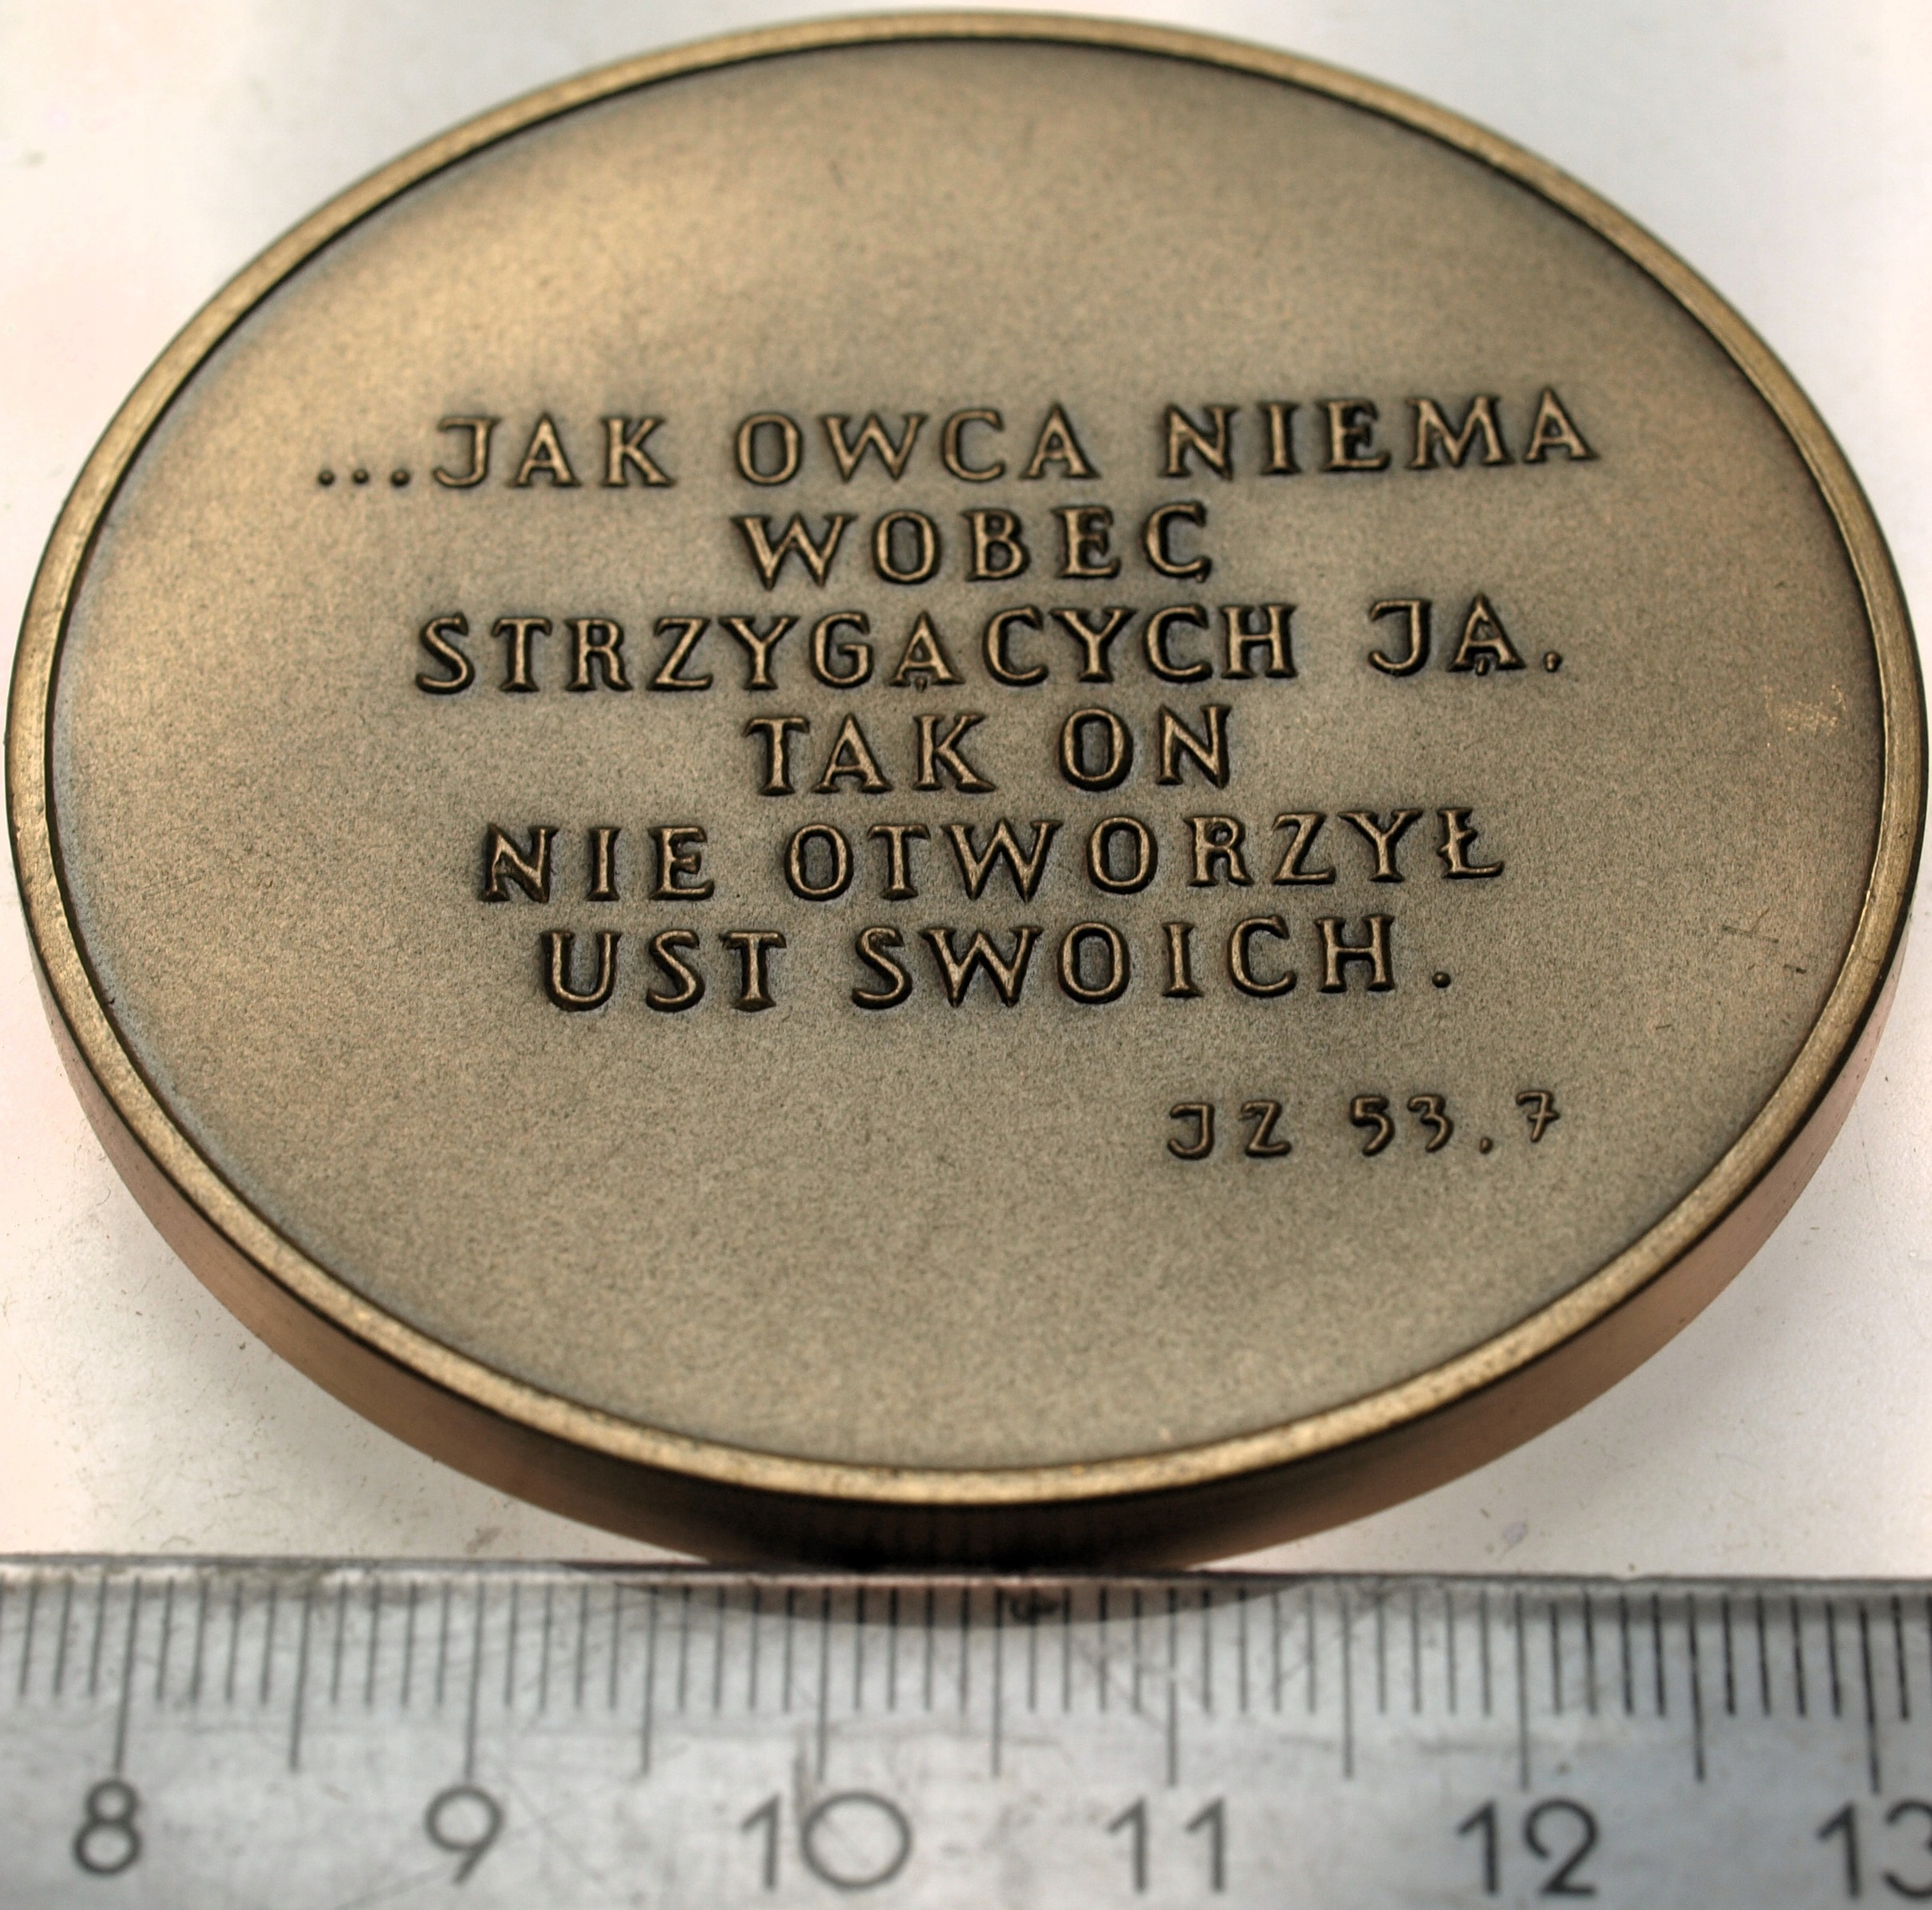 ...JAK OWCA NIEMA
WOBEC
STRZYGĄCYCH JĄ.
TAK ON
NIE OTWORZYŁ
UST SWOICH.
JZ 53.7
8 9 10 11 12 13